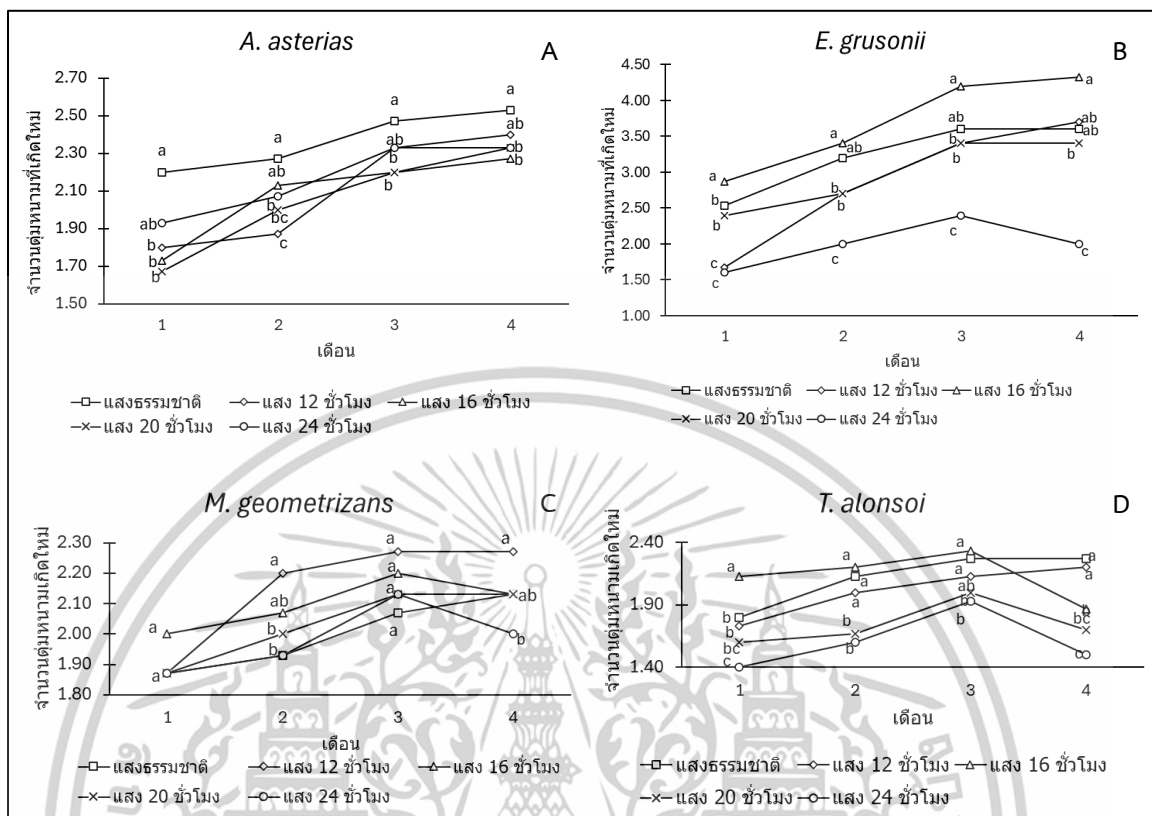 A. asterias
A
จำนวนตุ่มหนามที่เกิดใหม่
2.70
2.50
2.30
2.10
1.90
1.70
1.50
a
a
a
a
ab
ab
ab
ab
b
b
b
b
b
b
bc
c
b
b
1 2 3 4
เดือน
แสงธรรมชาติ แสง 12 ชั่วโมง แสง 16 ชั่วโมง
แสง 20 ชั่วโมง แสง 24 ชั่วโมง
E. grusonii
B
จำนวนตุ่มหนามที่เกิดใหม่
4.50
4.00
3.50
3.00
2.50
2.00
1.50
1.00
a
a
a
a
b
ab
ab
ab
ab
b
b
b
b
b
b
c
c
c
c
c
1 2 3 4
เดือน
แสงธรรมชาติ แสง 12 ชั่วโมง แสง 16 ชั่วโมง
แสง 20 ชั่วโมง แสง 24 ชั่วโมง
M. geometrizans
C
จำนวนตุ่มหนามเกิดใหม่
2.30
2.20
2.10
2.00
1.90
1.80
a
a
a
a
a
ab
a
a
ab
b
b
a
b
1 2 3 4
เดือน
แสงธรรมชาติ แสง 12 ชั่วโมง แสง 16 ชั่วโมง
แสง 20 ชั่วโมง แสง 24 ชั่วโมง
T. alonsoi
D
จำนวนตุ่มหนามเกิดใหม่
2.40
1.90
1.40
a
a
a
a
b
a
a
a
b
a
ab
b
bc
bc
b
b
c
1 2 3 4
เดือน
แสงธรรมชาติ แสง 12 ชั่วโมง แสง 16 ชั่วโมง
แสง 20 ชั่วโมง แสง 24 ชั่วโมง